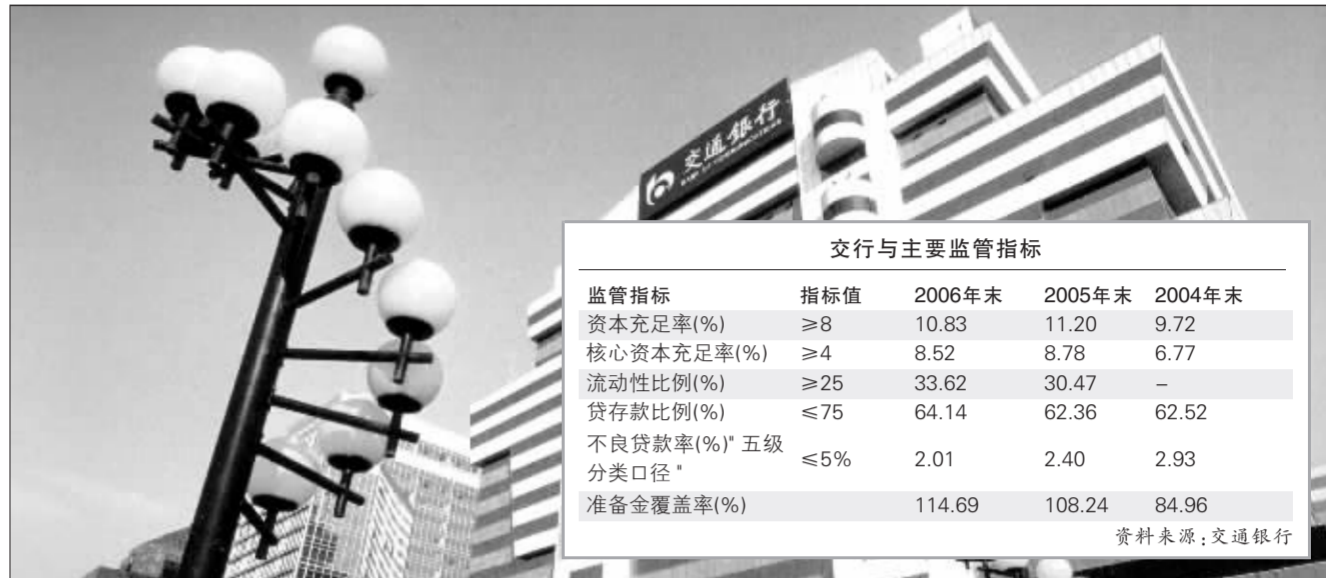 交通银行
BANK OF COMMUNICATIONS
交行与主要监管指标
监管指标 指标值 2006年末 2005年末 2004年末
资本充足率(%) ≥8 10.83 11.20 9.72
核心资本充足率(%) ≥4 8.52 8.78 6.77
流动性比例(%) ≥25 33.62 30.47 –
贷存款比例(%) ≤75 64.14 62.36 62.52
不良贷款率(%)" 五级
分类口径 " ≤5% 2.01 2.40 2.93
准备金覆盖率(%) 114.69 108.24 84.96
资料来源:交通银行